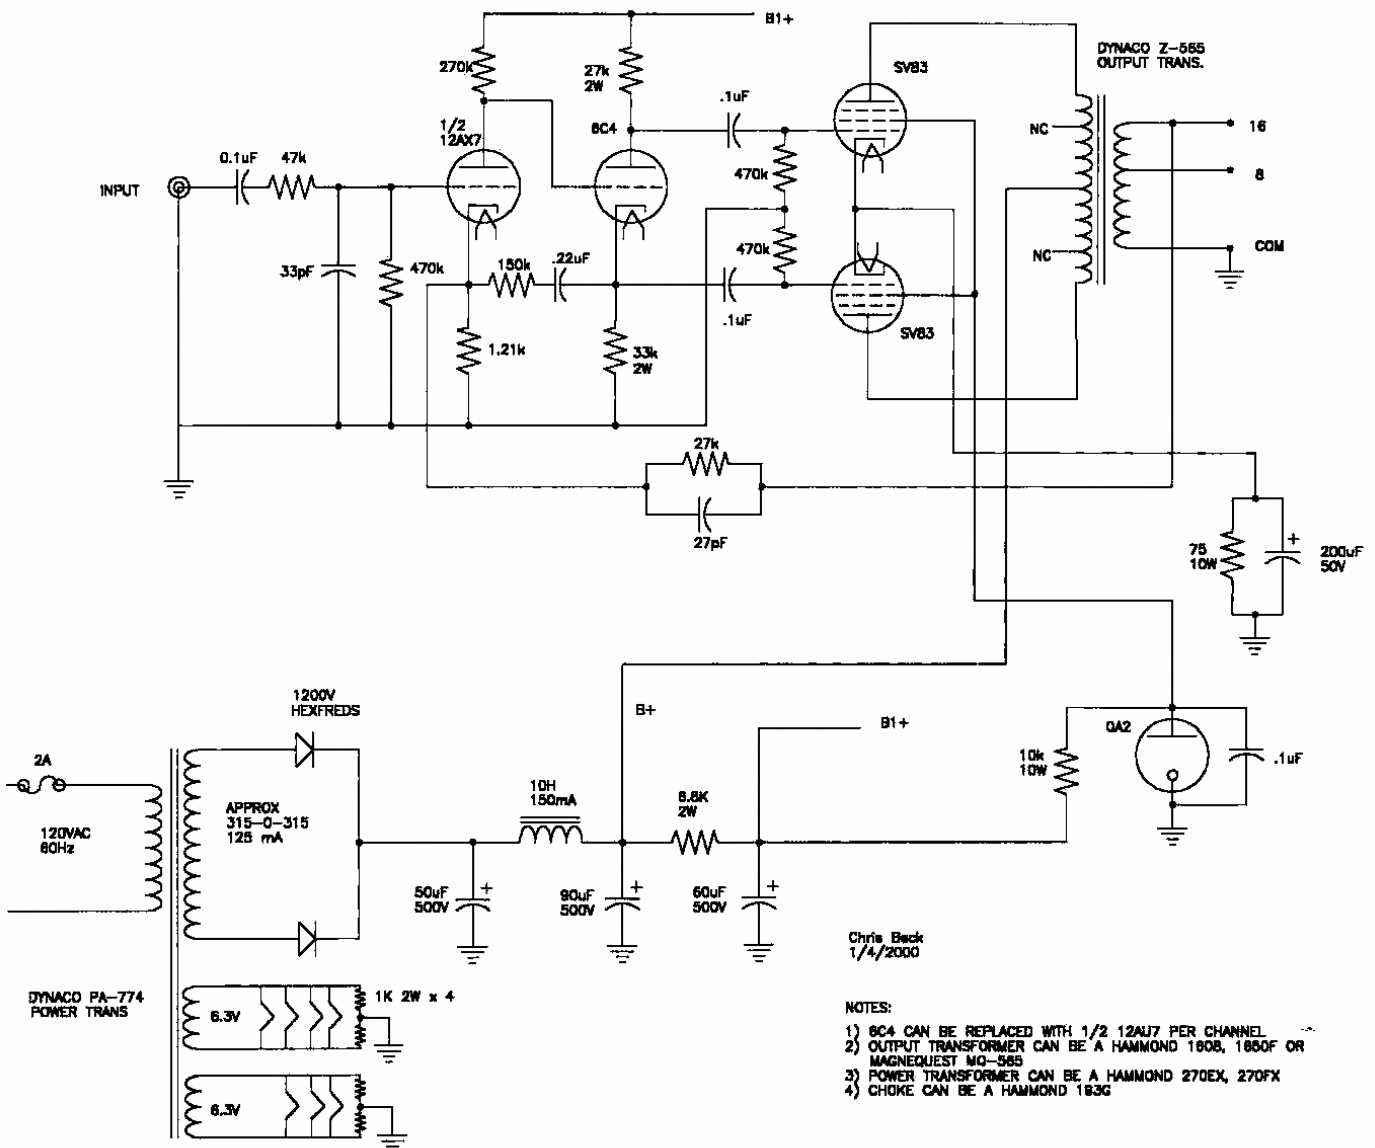 B1+
270k
27k
2W
SV83
DYNACO Z-565
OUTPUT TRANS.
.1uF
1/2
12AX7
6C4
NC
16
0.1uF
47k
INPUT
470k
8
33pF
470k
150k
.22uF
470k
NC
COM
.1uF
1.21k
33k
2W
SV83
27k
27pF
75
10W
+
200uF
50V
1200V
HEXFREDS
B+
B1+
OA2
2A
10k
10W
.1uF
10H
150mA
6.8K
2W
APPROX
315-0-315
125 mA
120VAC
60Hz
50uF
500V
+
90uF
500V
+
60uF
500V
+
Chris Beck
1/4/2000
DYNACO PA-774
POWER TRANS
6.3V
1K 2W x 4
6.3V
NOTES:
1) 6C4 CAN BE REPLACED WITH 1/2 12AU7 PER CHANNEL
2) OUTPUT TRANSFORMER CAN BE A HAMMOND 1608, 1650F OR
MAGNEQUEST MQ-565
3) POWER TRANSFORMER CAN BE A HAMMOND 270EX, 270FX
4) CHOKE CAN BE A HAMMOND 193G